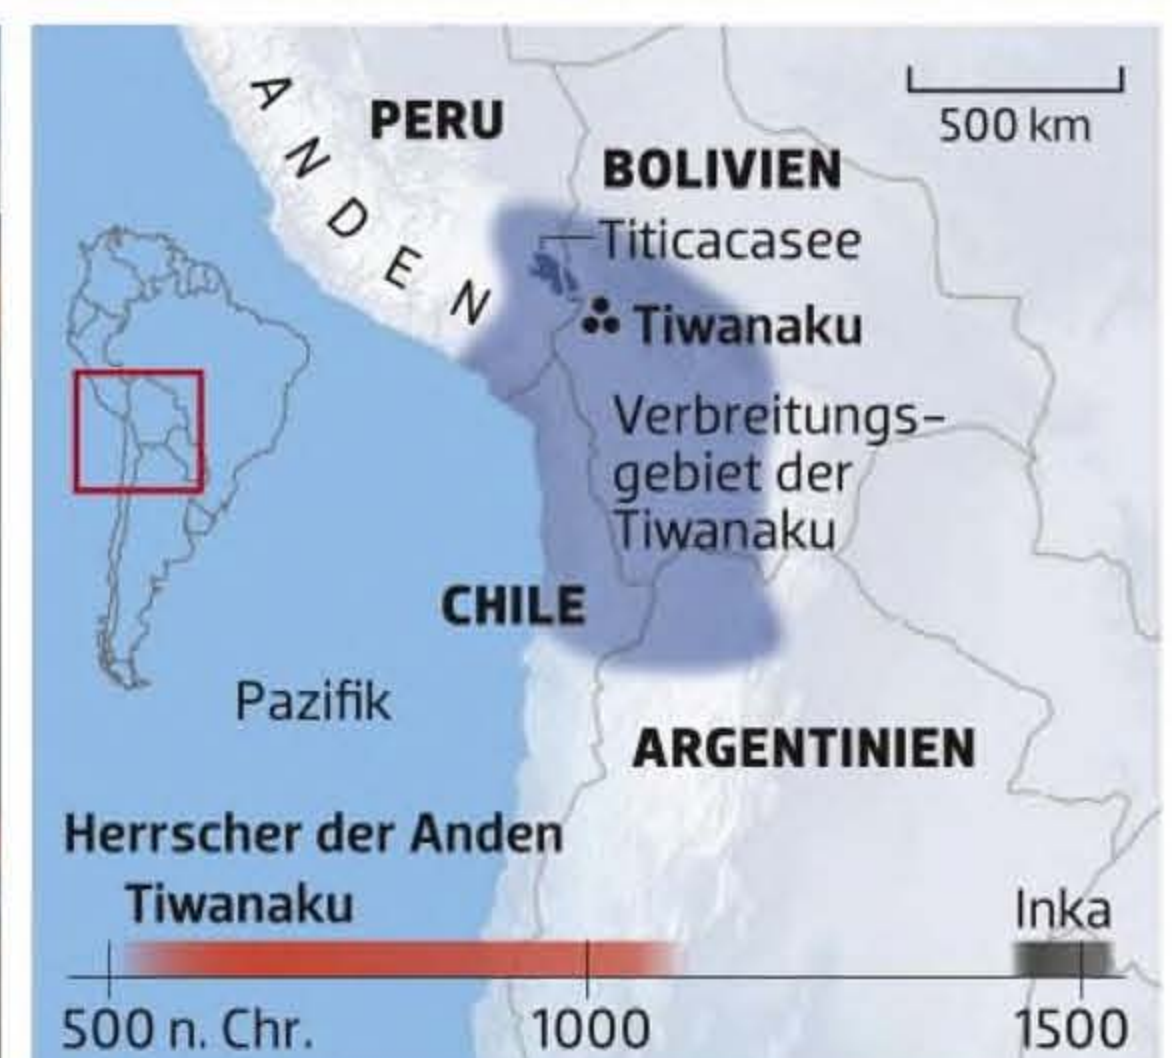 ANDEN
PERU
500 km
BOLIVIEN
Titicacasee
Tiwanaku
Verbreitungs-
gebiet der
Tiwanaku
CHILE
Pazifik
ARGENTINIEN
Herrscher der Anden
Tiwanaku
Inka
500 n. Chr.
1000
1500